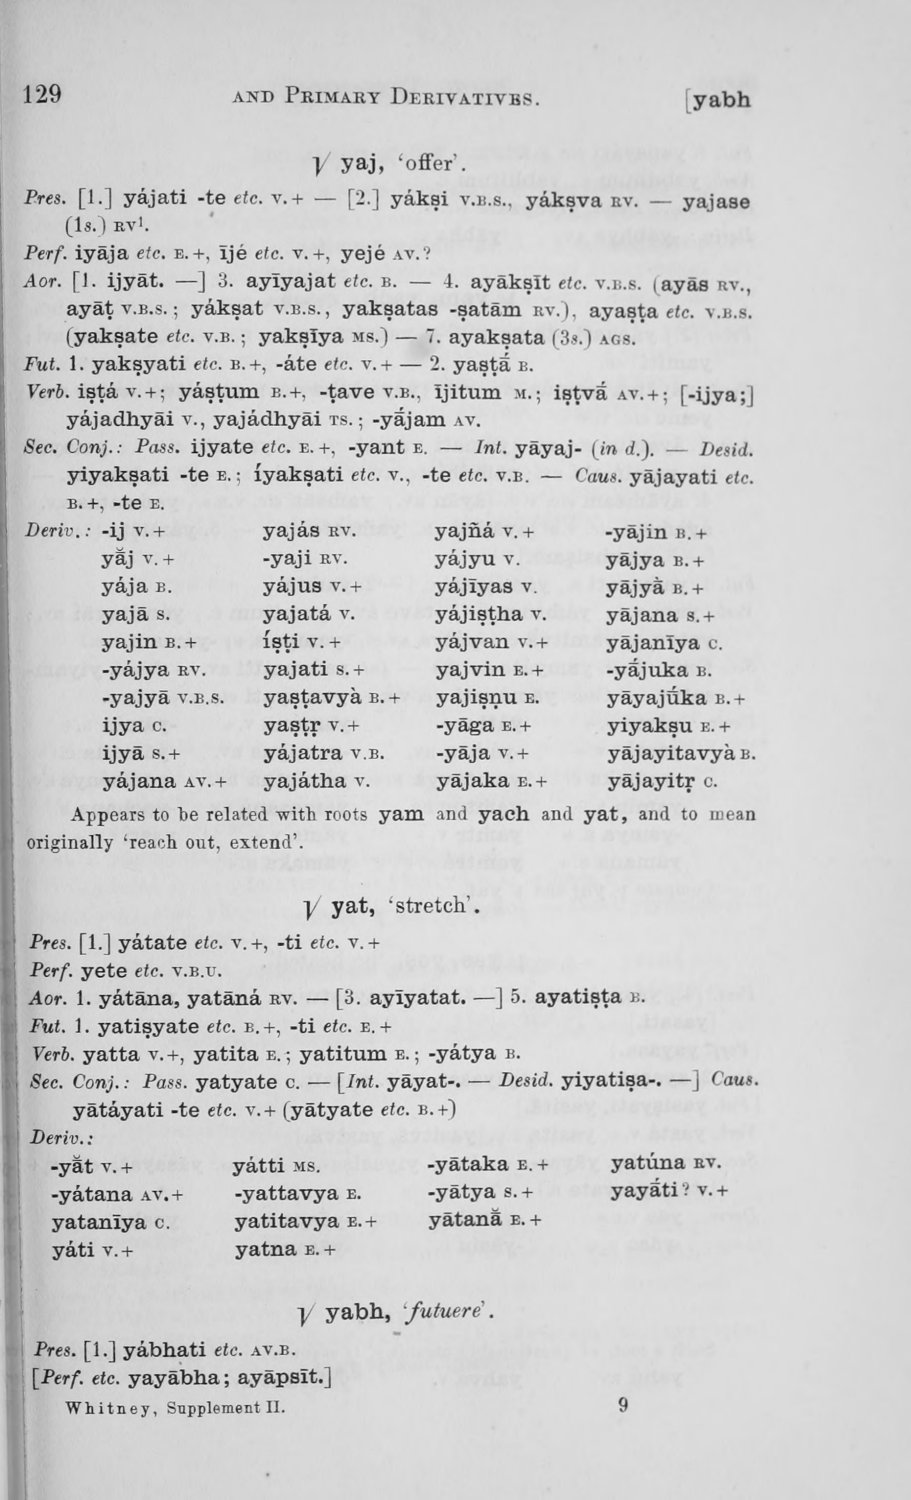 129 AND PRIMARY DERIVATIVES. [yabh
√ yaj, ‘offer’.
Pres. [1.] yájati -te etc. V.+ — [2.] yákṣi V.B.S., yákṣva RV. — yajase
(1s.) RV¹.
Perf. iyāja etc. E.+, ījé etc. V.+, yejé AV.?
Aor. [1. ijyāt. —] 3. ayīyajat etc. B. — 4. ayākṣīt etc. V.B.S. (ayās RV.,
ayāṭ V.B.S.; yákṣat V.B.S., yakṣatas -ṣatām RV.), ayaṣṭa etc. V.B.S.
(yakṣate etc. V.B.; yakṣīya MS.) — 7. ayakṣata (3s.) AGS.
Fut. 1. yakṣyati etc. B.+, -áte etc. V.+ — 2. yaṣṭā́ B.
Verb. iṣṭá V.+; yáṣṭum B.+, -ṭave V.B., ījitum M.; iṣṭvā́ AV.+; [-ijya;]
yájadhyāi V., yajádhyāi TS.; -yā́jam AV.
Sec. Conj.: Pass. ijyate etc. E.+, -yant E. — Int. yāyaj- (in d.). — Desid.
yiyakṣati -te E.; íyakṣati etc. V., -te etc. V.B. — Caus. yājayati etc.
B.+, -te E.
Deriv.: -ij V.+ yajás RV. yajñá V.+ -yājin B.+
yā̆j V.+ -yaji RV. yájyu V. yājya B.+
yája B. yájus V.+ yájīyas V. yājyā̀ B.+
yajā S. yajatá V. yájiṣṭha V. yājana S.+
yajin B.+ íṣṭi V.+ yájvan V.+ yājanīya C.
-yájya RV. yajati S.+ yajvin E.+ -yā́juka B.
-yajyā V.B.S. yaṣṭavyà B.+ yajiṣṇu E. yāyajū́ka B.+
ijya C. yaṣtṛ V.+ -yāga E.+ yiyakṣu E.+
ijyā S.+ yájatra V.B. -yāja V.+ yājayitavyà B.
yájana AV.+ yajátha V. yājaka E.+ yājayitṛ C.
Appears to be related with roots yam and yach and yat, and to mean
originally ‘reach out, extend’.
√ yat, ‘stretch’.
Pres. [1.] yátate etc. V.+, -ti etc. V.+
Perf. yete etc. V.B.U.
Aor. 1. yátāna, yatāná RV. — [3. ayīyatat. —] 5. ayatiṣṭa B.
Fut. 1. yatiṣyate etc. B.+, -ti etc. E.+
Verb. yatta V.+, yatita E.; yatitum E.; -yátya B.
Sec. Conj.: Pass. yatyate C. — [Int. yāyat-. — Desid. yiyatiṣa-. —] Caus.
yātáyati -te etc. V.+ (yātyate etc. B.+)
Deriv.:
-yā̆t V.+ yátti MS. -yātaka E.+ yatúna RV.
-yátana AV.+ -yattavya E. -yātya S.+ yayā́ti? V.+
yatanīya C. yatitavya E.+ yātanā̆ E.+
yáti V.+ yatna E.+
√ yabh, ‘futuere’.
Pres. [1.] yábhati etc. AV.B.
[Perf. etc. yayābha; ayāpsīt.]
Whitney, Supplement II. 9